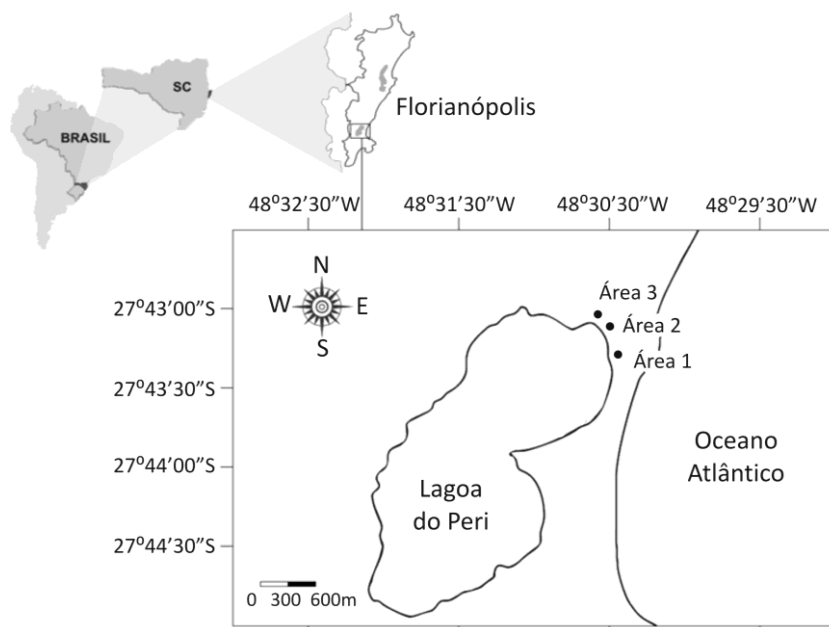 SC
BRASIL
Florianópolis
48º32’30”W 48º31’30”W 48º30’30”W 48º29’30”W
N
W E
S
27º43’00”S
27º43’30”S
27º44’00”S
27º44’30”S
Área 3
Área 2
Área 1
Oceano
Atlântico
Lagoa
do Peri
0 300 600m